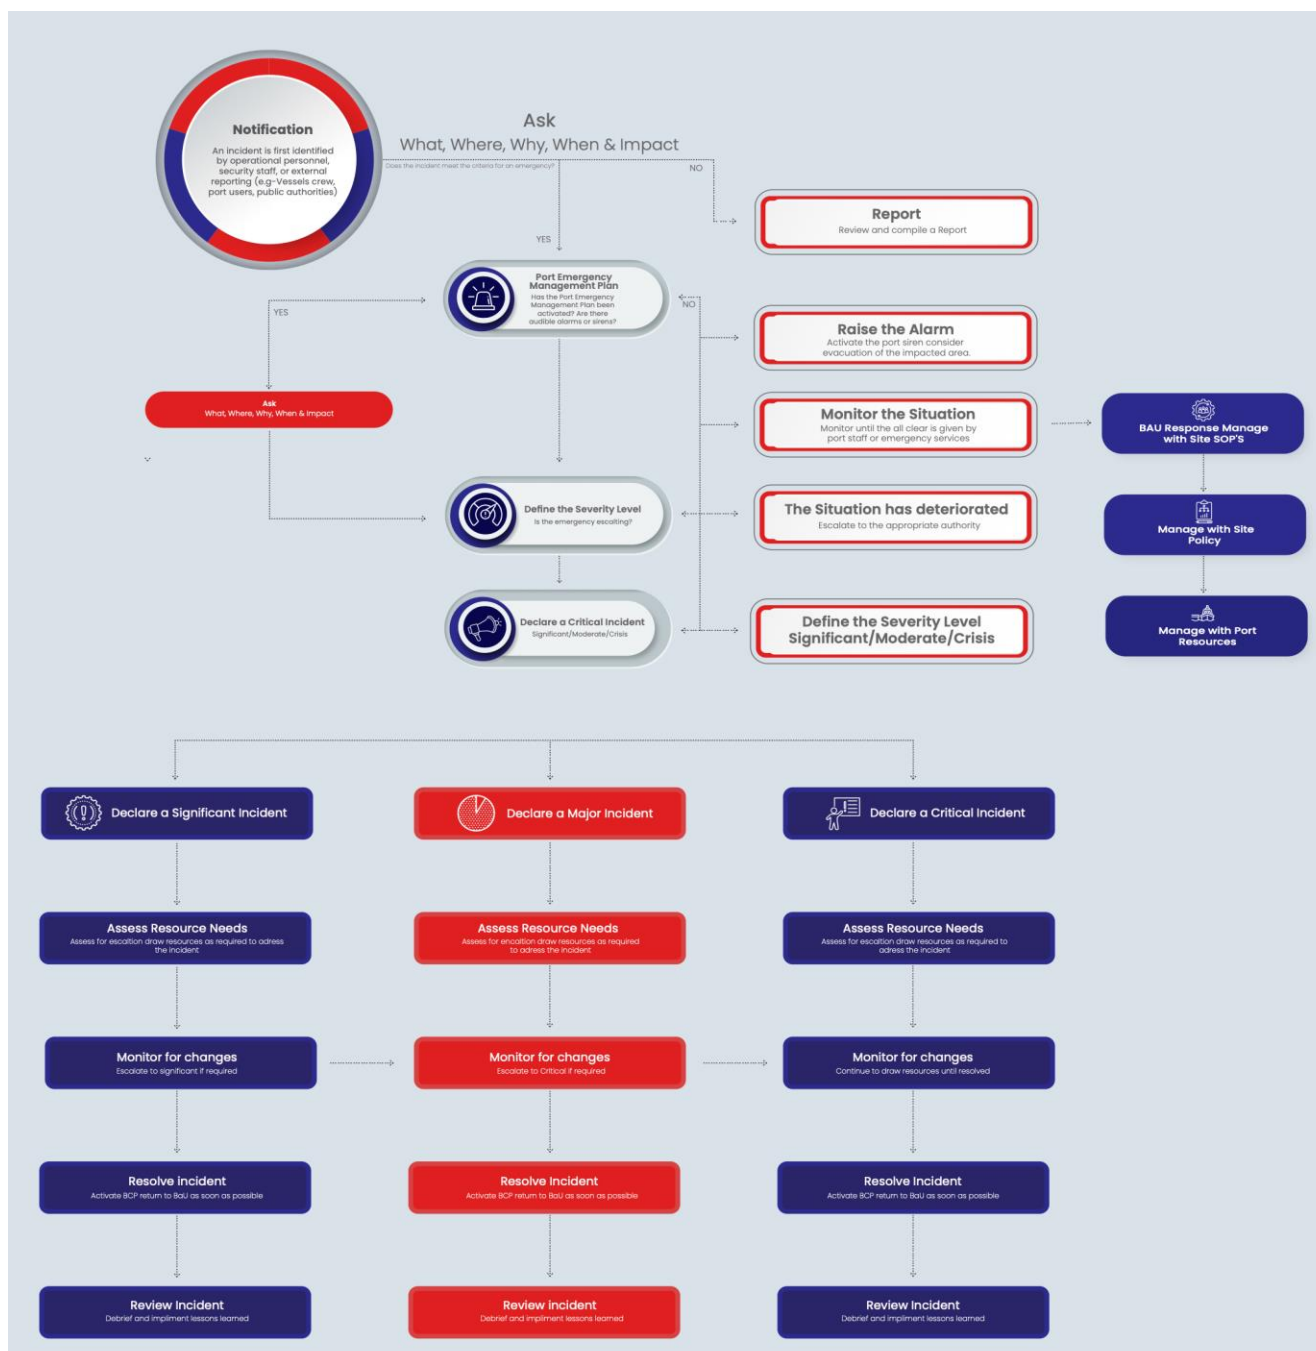 Notification
An incident is first identified
by operational personnel,
security staff, or external
reporting (e.g-Vessels crew,
port users, public authorities)
Ask
What, Where, Why, When & Impact
Does the incident meet the criteria for an emergency?
NO
YES
Report
Review and compile a Report
Port Emergency
Management Plan
Has the Port Emergency
Management Plan been
activated? Are there
audible alarms or sirens?
YES
NO
Raise the Alarm
Activate the port siren consider
evacuation of the impacted area.
Ask
What, Where, Why, When & Impact
Monitor the Situation
Monitor until the all clear is given by
port staff or emergency services
BAU Response Manage
with Site SOP'S
Define the Severity Level
Is the emergency escalting?
The Situation has deteriorated
Escalate to the appropriate authority
Manage with Site
Policy
Declare a Critical Incident
Significant/Moderate/Crisis
Define the Severity Level
Significant/Moderate/Crisis
Manage with Port
Resources
Declare a Significant Incident
Declare a Major Incident
Declare a Critical Incident
Assess Resource Needs
Assess for escaltion draw resources as required to adress
the incident
Assess Resource Needs
Assess for encaltion draw resources as required
to adress the incident
Assess Resource Needs
Assess for escaltion draw resources as required to
adress the incident
Monitor for changes
Escalate to significant if required
Monitor for changes
Escalate to Critical if required
Monitor for changes
Continue to draw resources until resolved
Resolve incident
Activate BCP return to BaU as soon as possible
Resolve Incident
Activate BCP return to BaU as soon as possible
Resolve Incident
Activate BCP return to BaU as soon as possible
Review Incident
Debrief and impliment lessons learned
Review incident
Debrief and impliment lessons learned
Review Incident
Debrief and impliment lessons learned